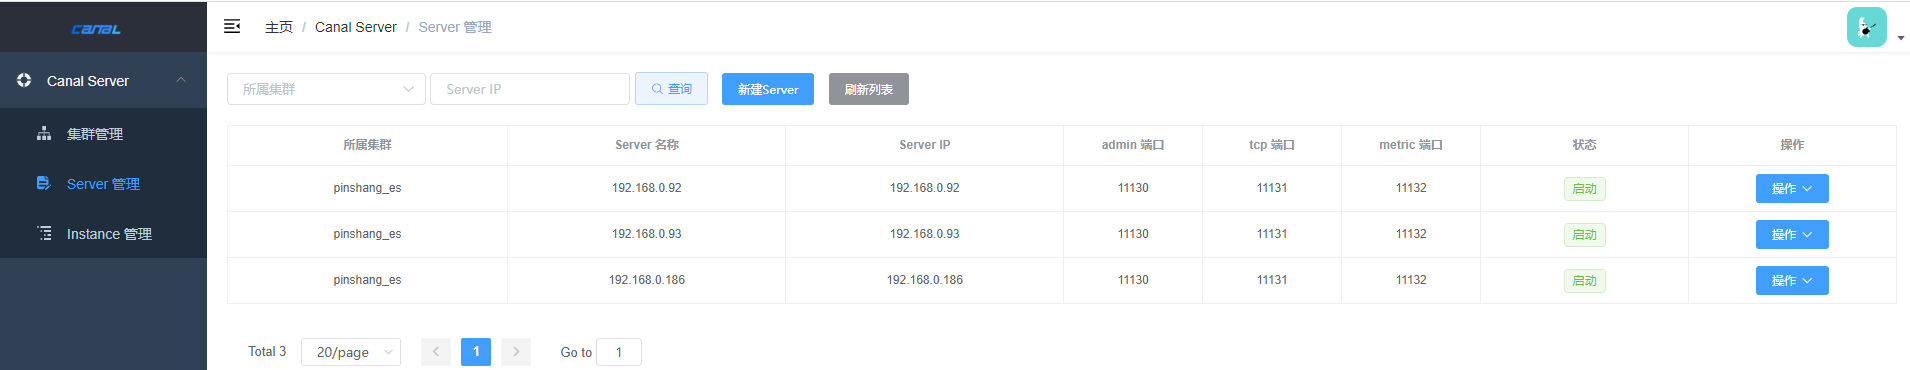 canal
主页 / Canal Server / Server 管理
Canal Server
集群管理
Server 管理
Instance 管理
所属集群 Server IP 查询 新建Server 刷新列表
所属集群 Server 名称 Server IP admin 端口 tcp 端口 metric 端口 状态 操作
pinshang_es 192.168.0.92 192.168.0.92 11130 11131 11132 启动 操作
pinshang_es 192.168.0.93 192.168.0.93 11130 11131 11132 启动 操作
pinshang_es 192.168.0.186 192.168.0.186 11130 11131 11132 启动 操作
Total 3 20/page 1 Go to 1